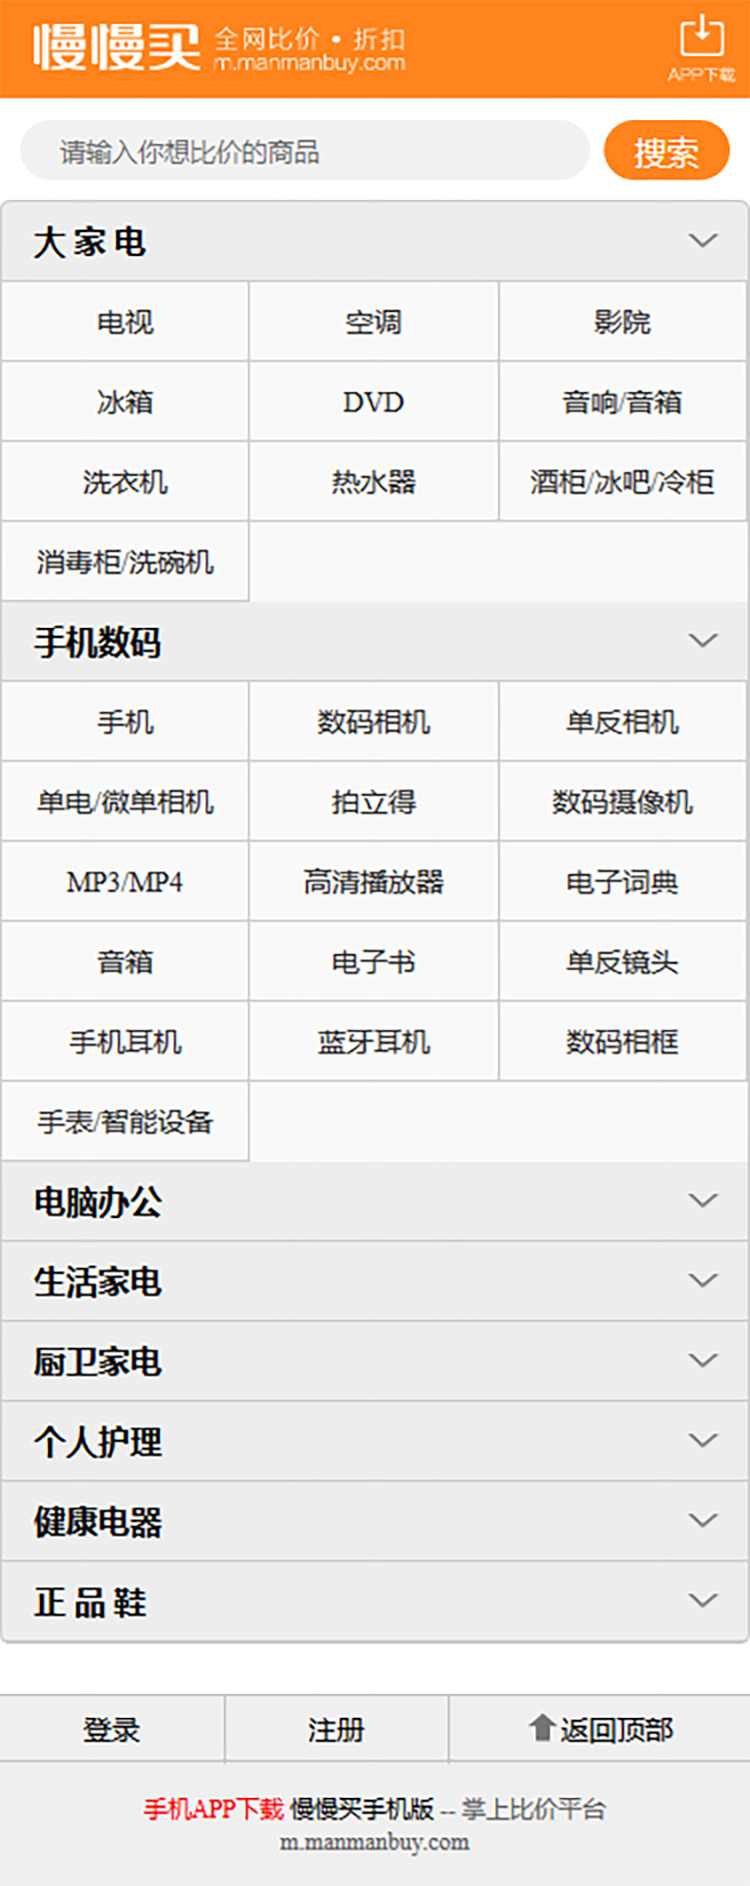 慢慢买 全网比价·折扣
m.manmanbuy.com
APP下载
请输入你想比价的商品 搜索
大家电
电视 空调 影院
冰箱 DVD 音响/音箱
洗衣机 热水器 酒柜/冰吧/冷柜
消毒柜/洗碗机
手机数码
手机 数码相机 单反相机
单电/微单相机 拍立得 数码摄像机
MP3/MP4 高清播放器 电子词典
音箱 电子书 单反镜头
手机耳机 蓝牙耳机 数码相框
手表/智能设备
电脑办公
生活家电
厨卫家电
个人护理
健康电器
正品鞋
登录 注册 返回顶部
手机APP下载 慢慢买手机版 -- 掌上比价平台
m.manmanbuy.com